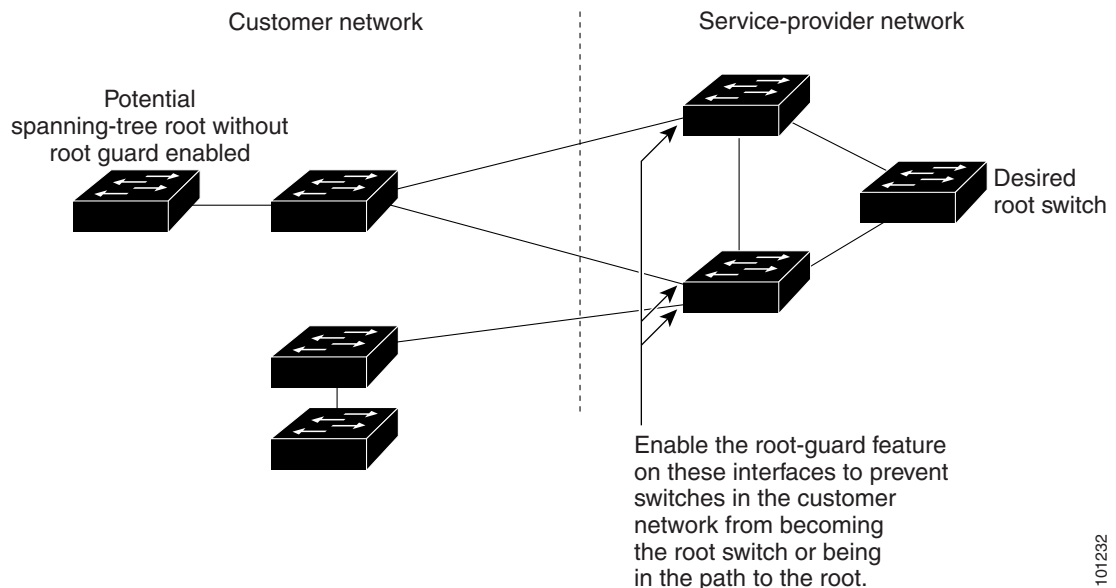 Customer network
Service-provider network
Potential
spanning-tree root without
root guard enabled
Desired
root switch
Enable the root-guard feature
on these interfaces to prevent
switches in the customer
network from becoming
the root switch or being
in the path to the root.
101232